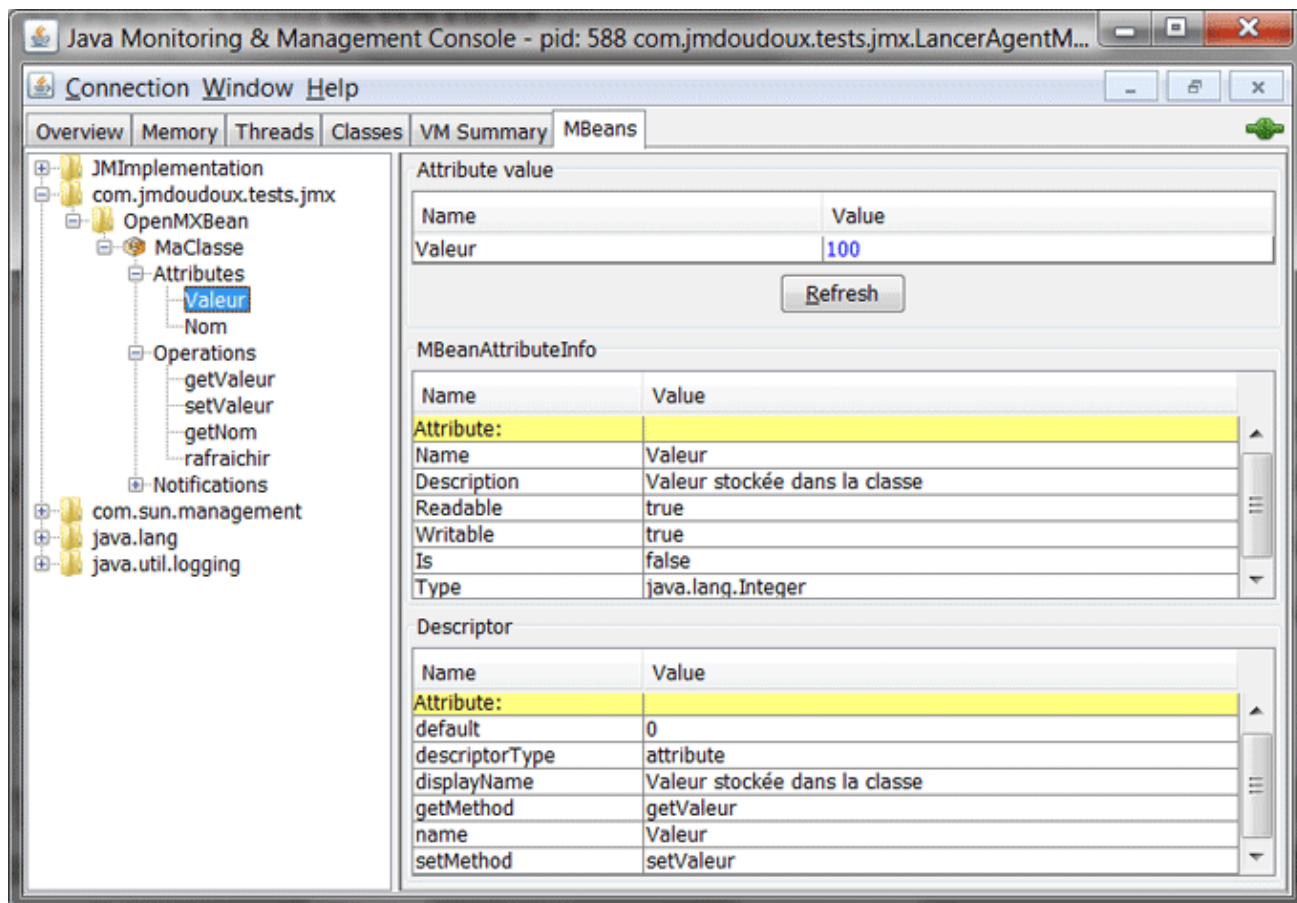 Java Monitoring & Management Console - pid: 588 com.jmdoudoux.tests.jmx.LancerAgentM...
Connection Window Help
Overview Memory Threads Classes VM Summary MBeans
JMImplementation
com.jmdoudoux.tests.jmx
OpenMXBean
MaClasse
Attributes
Valeur
Nom
Operations
getValeur
setValeur
getNom
rafraichir
Notifications
com.sun.management
java.lang
java.util.logging
Attribute value
Name Value
Valeur 100
Refresh
MBeanAttributeInfo
Name Value
Attribute:
Name Valeur
Description Valeur stockée dans la classe
Readable true
Writable true
Is false
Type java.lang.Integer
Descriptor
Name Value
Attribute:
default 0
descriptorType attribute
displayName Valeur stockée dans la classe
getMethod getValeur
name Valeur
setMethod setValeur